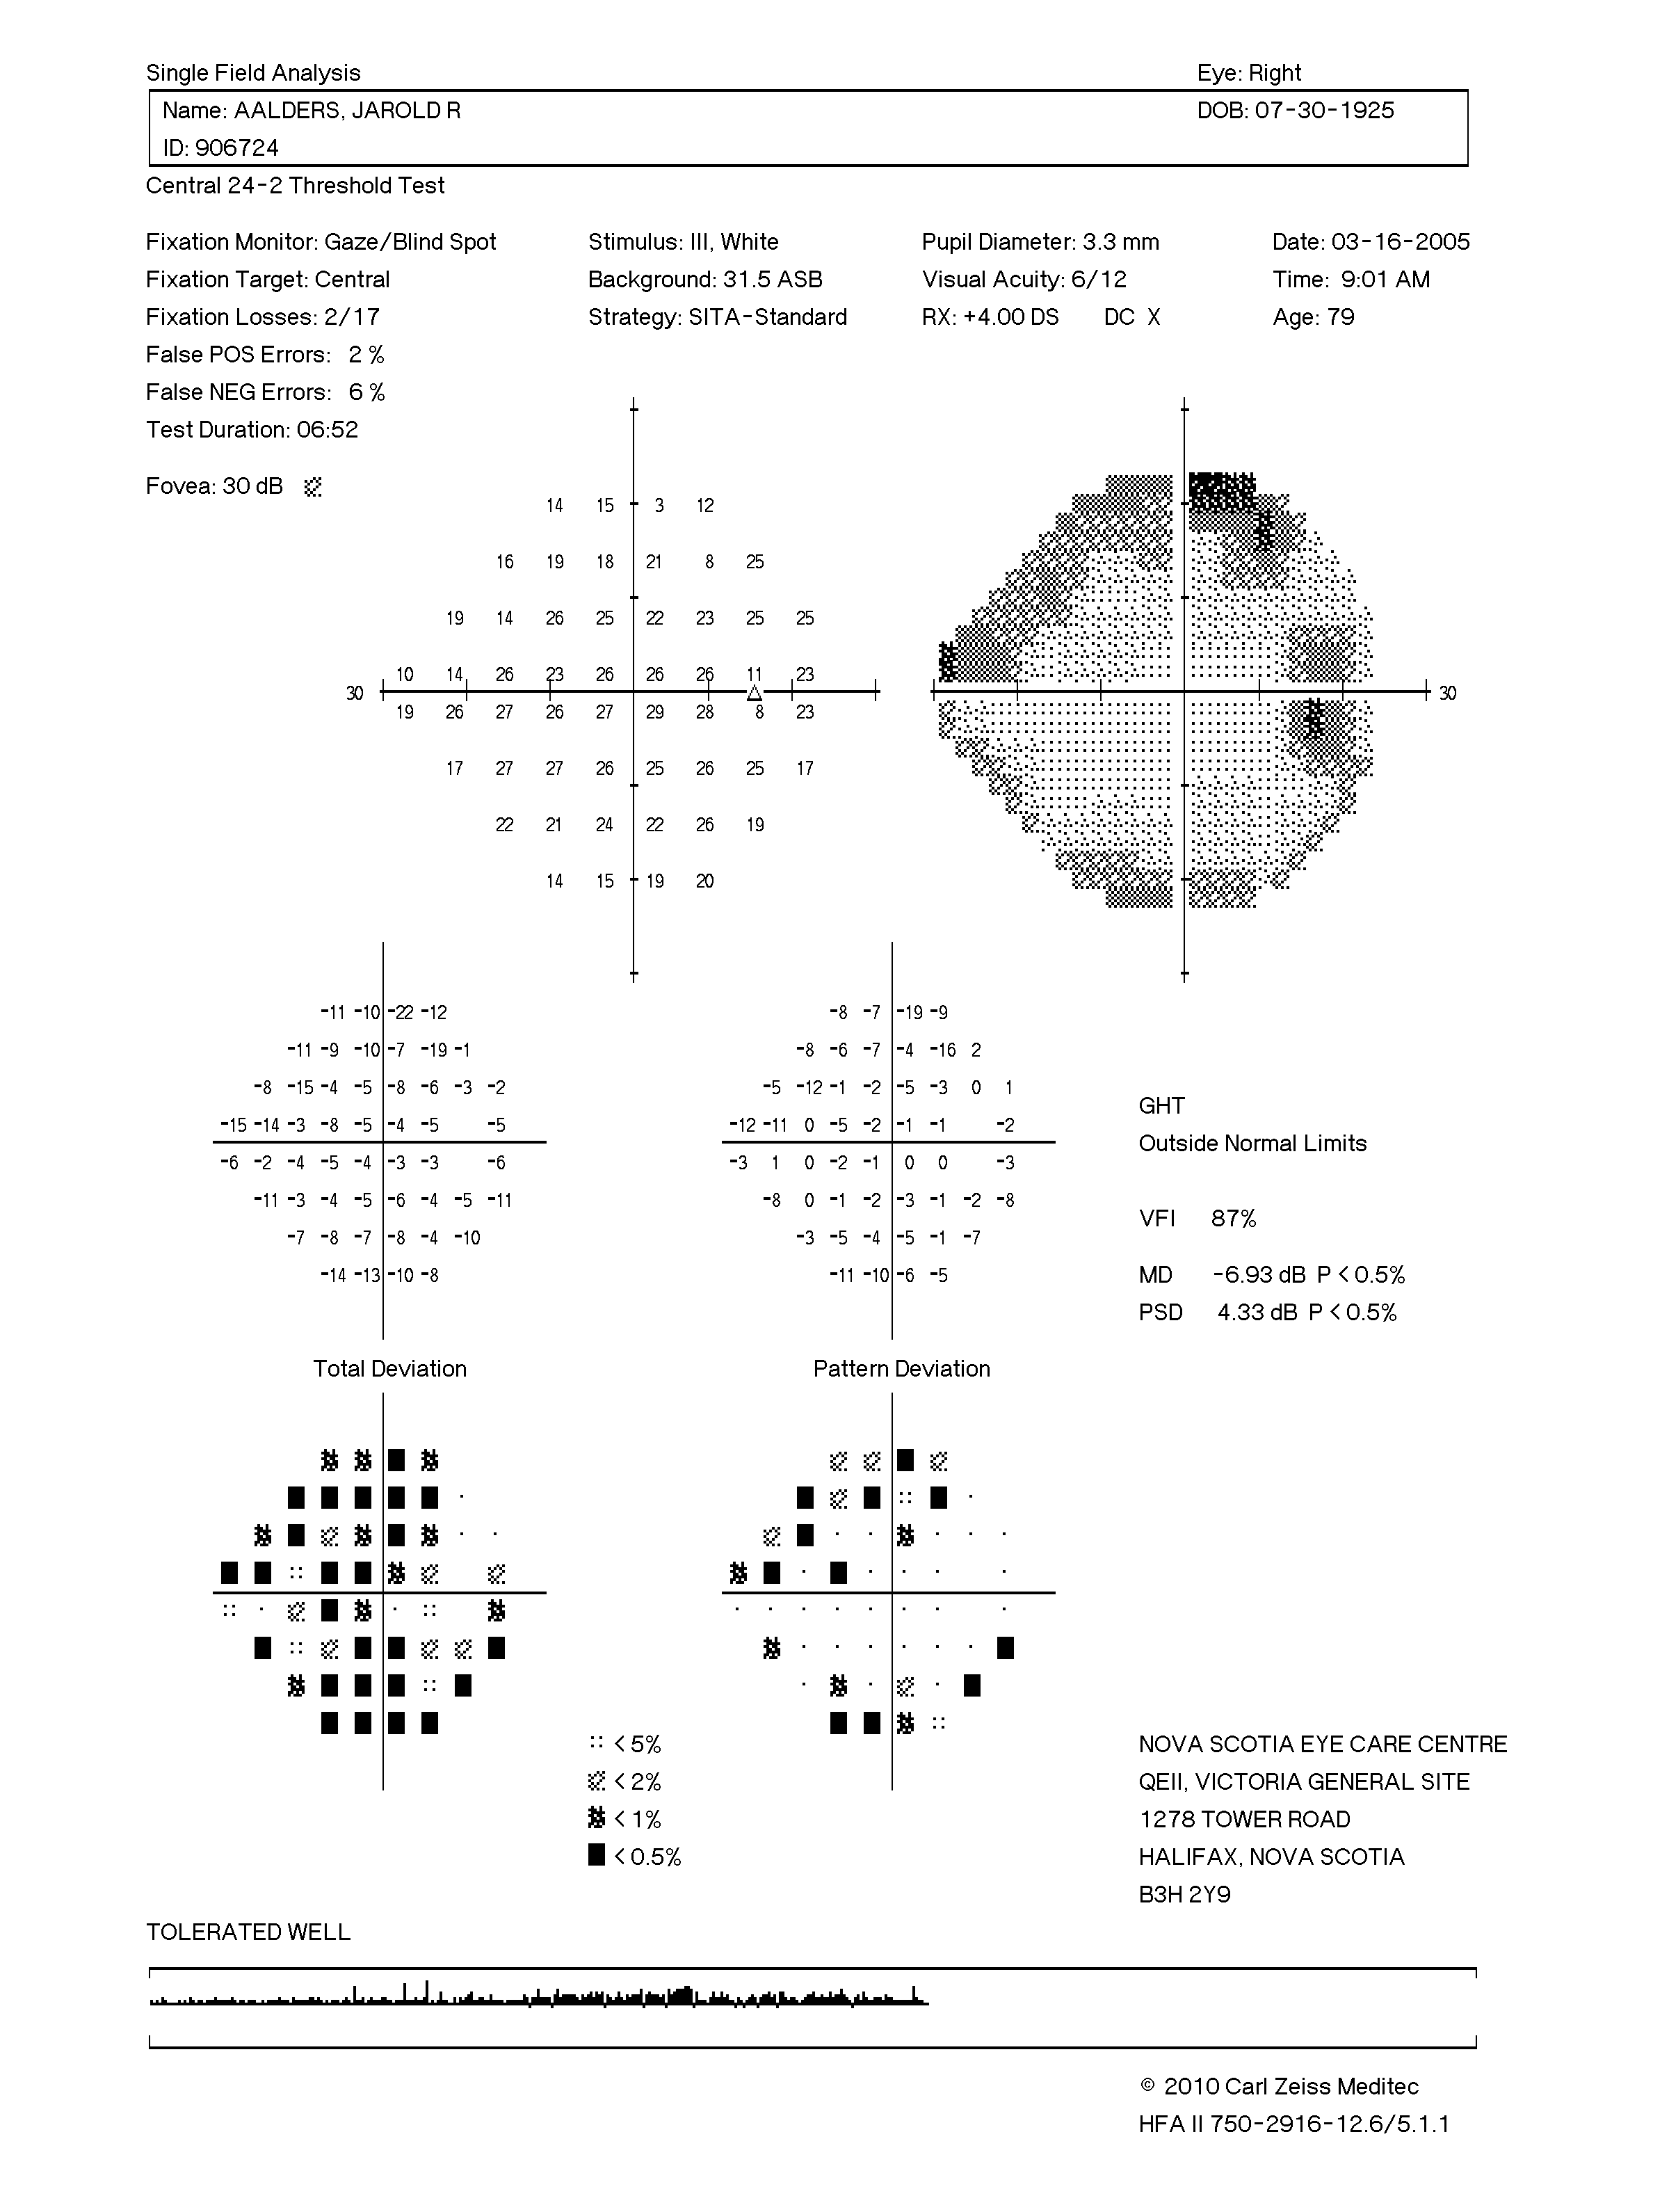 Single Field Analysis Eye: Right
Name: AALDERS, JAROLD R DOB: 07-30-1925
ID: 906724
Central 24-2 Threshold Test
Fixation Monitor: Gaze/Blind Spot Stimulus: III, White Pupil Diameter: 3.3 mm Date: 03-16-2005
Fixation Target: Central Background: 31.5 ASB Visual Acuity: 6/12 Time: 9:01 AM
Fixation Losses: 2/17 Strategy: SITA-Standard RX: +4.00 DS DC X Age: 79
False POS Errors: 2 %
False NEG Errors: 6 %
Test Duration: 06:52
Fovea: 30 dB
14 15 3 12
16 19 18 21 8 25
19 14 26 25 22 23 25 25
10 14 26 23 26 26 26 11 23
30 30
19 26 27 26 27 29 28 8 23
17 27 27 26 25 26 25 17
22 21 24 22 26 19
14 15 19 20
-11 -10 -22 -12 -8 -7 -19 -9
-11 -9 -10 -7 -19 -1 -8 -6 -7 -4 -16 2
-8 -15 -4 -5 -8 -6 -3 -2 -5 -12 -1 -2 -5 -3 0 1
GHT
-15 -14 -3 -8 -5 -4 -5 -5 -12 -11 0 -5 -2 -1 -1 -2
Outside Normal Limits
-6 -2 -4 -5 -4 -3 -3 -6 -3 1 0 -2 -1 0 0 -3
-11 -3 -4 -5 -6 -4 -5 -11 -8 0 -1 -2 -3 -1 -2 -8
VFI 87%
-7 -8 -7 -8 -4 -10 -3 -5 -4 -5 -1 -7
-14 -13 -10 -8 -11 -10 -6 -5
MD -6.93 dB P < 0.5%
PSD 4.33 dB P < 0.5%
Total Deviation Pattern Deviation
< 5% NOVA SCOTIA EYE CARE CENTRE
< 2% QEII, VICTORIA GENERAL SITE
< 1% 1278 TOWER ROAD
< 0.5% HALIFAX, NOVA SCOTIA
B3H 2Y9
TOLERATED WELL
© 2010 Carl Zeiss Meditec
HFA II 750-2916-12.6/5.1.1